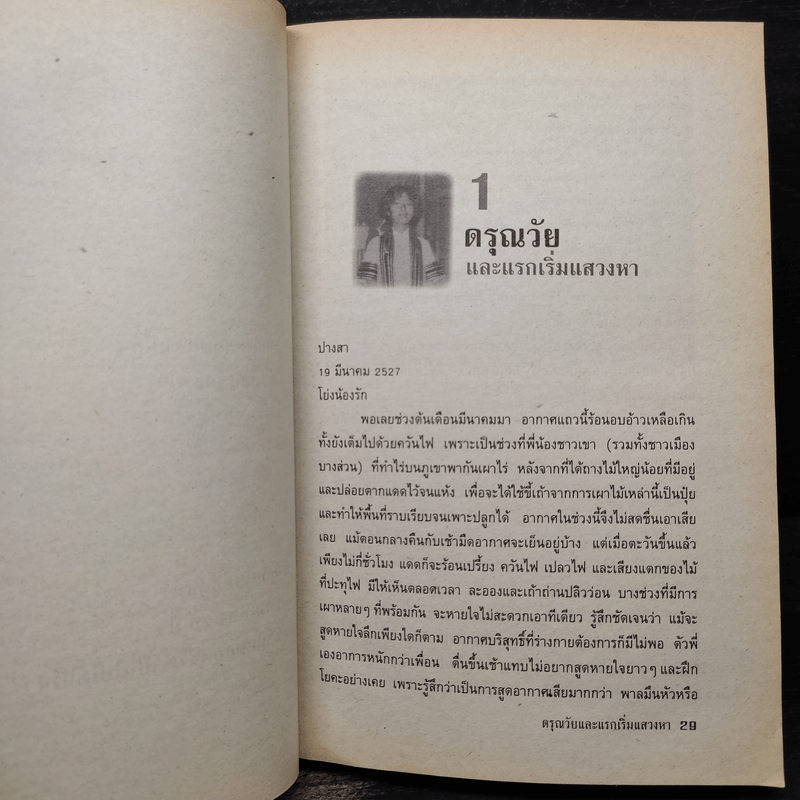 1
ดรุณวัย
และแรกเริ่มแสวงหา
ปางสา
19 มีนาคม 2527
โย่งน้องรัก
พอเลยช่วงต้นเดือนมีนาคมมา อากาศแถวนี้ร้อนอบอ้าวเหลือเกิน
ทั้งยังเต็มไปด้วยควันไฟ เพราะเป็นช่วงที่พี่น้องชาวเขา (รวมทั้งชาวเมือง
บางส่วน) ที่ทำไร่บนภูเขาพากันเผาไร่ หลังจากที่ได้ถางไม้ใหญ่น้อยที่มีอยู่
และปล่อยตากแดดไว้จนแห้ง เพื่อจะได้ใช้ขี้เถ้าจากการเผาไม้เหล่านี้เป็นปุ๋ย
และทำให้พื้นที่ราบเรียบจนเพาะปลูกได้ อากาศในช่วงนี้จึงไม่สดชื่นเอาเสีย
เลย แม้ตอนกลางคืนกับเช้ามืดอากาศจะเย็นอยู่บ้าง แต่เมื่อตะวันขึ้นแล้ว
เพียงไม่กี่ชั่วโมง แดดก็จะร้อนเปรี้ยง ควันไฟ เปลวไฟ และเสียงแตกของไม้
ที่ปะทุไฟ มีให้เห็นตลอดเวลา ละอองและเถ้าถ่านปลิวว่อน บางช่วงที่มีการ
เผาหลายๆ ที่พร้อมกัน จะหายใจไม่สะดวกเอาทีเดียว รู้สึกชัดเจนว่า แม้จะ
สูดหายใจลึกเพียงใดก็ตาม อากาศบริสุทธิ์ที่ร่างกายต้องการก็มีไม่พอ ตัวพี่
เองอาการหนักกว่าเพื่อน ตื่นขึ้นเช้าแทบไม่อยากสูดหายใจยาวๆ และฝึก
โยคะอย่างเคย เพราะรู้สึกว่าเป็นการสูดอากาศเสียมากกว่า พาลมึนหัวหรือ
ดรุณวัยและแรกเริ่มแสวงหา 29